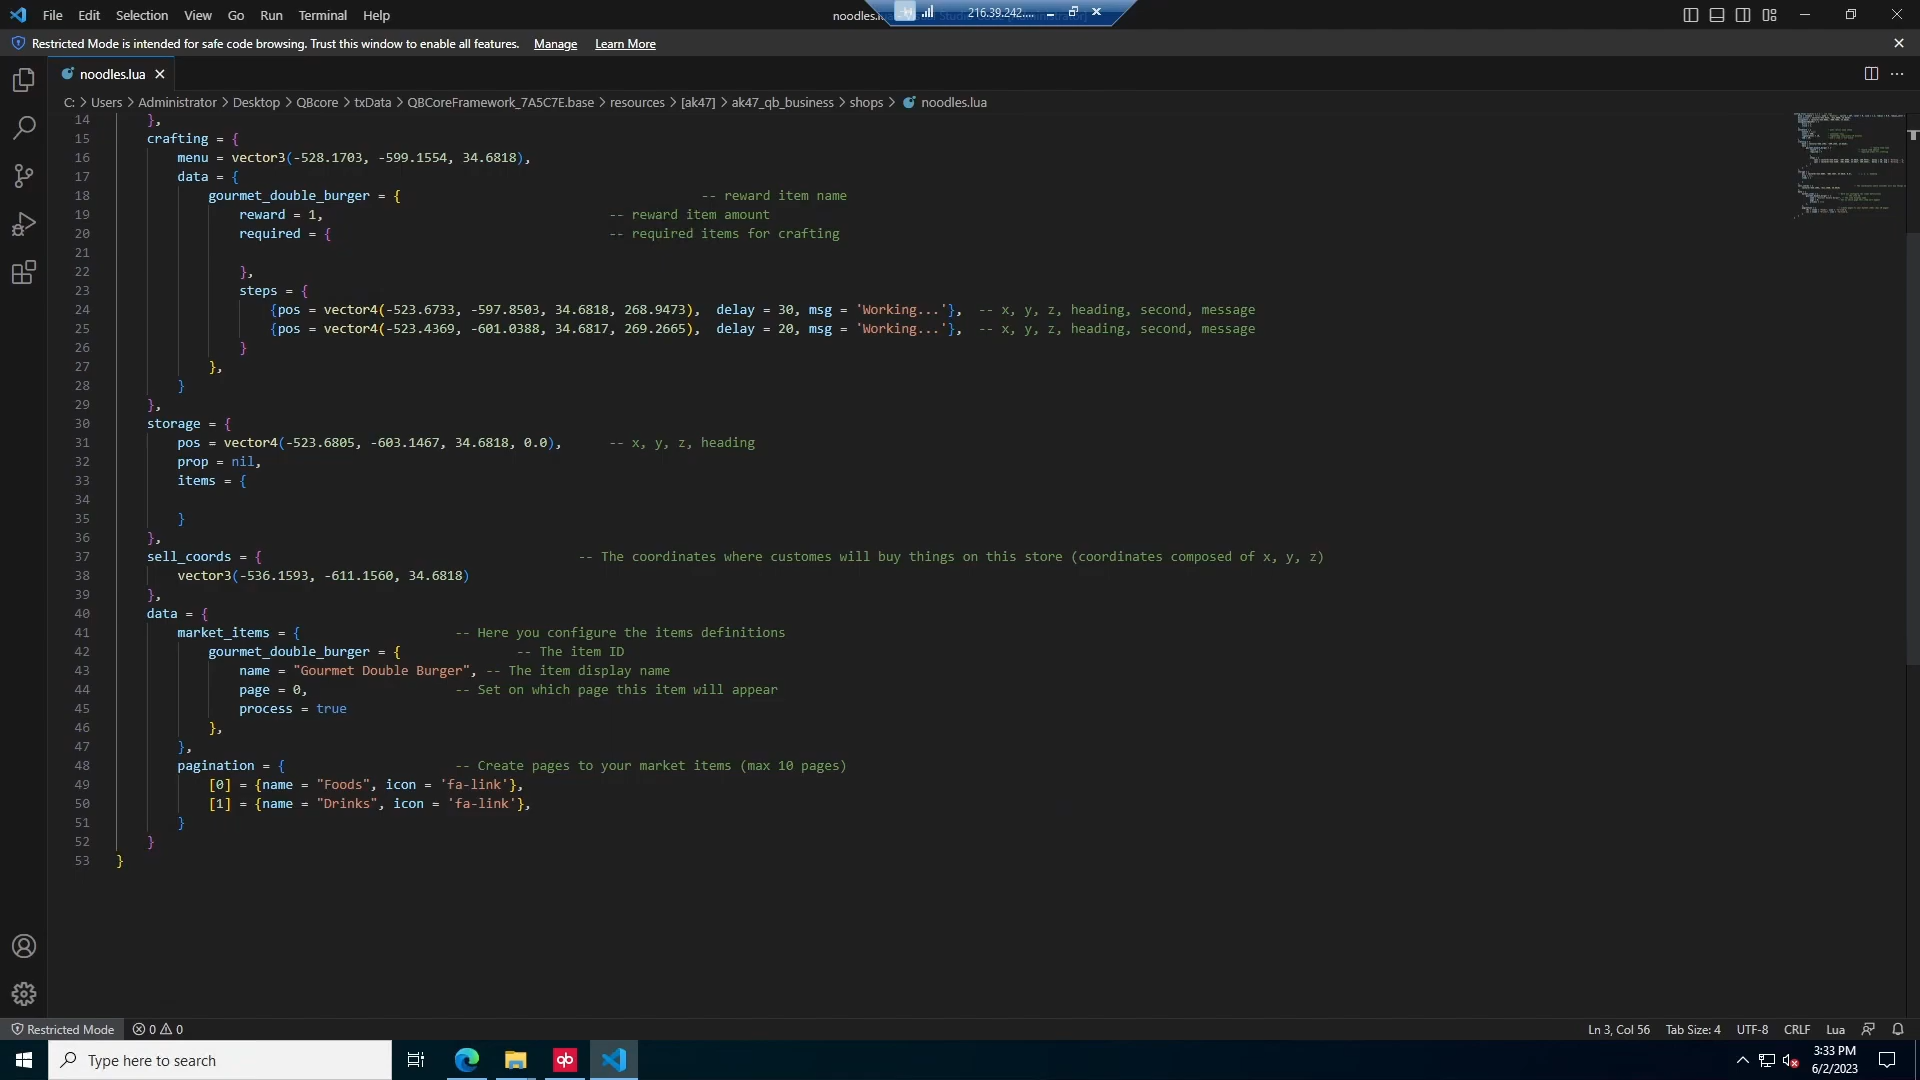 File Edit Selection View Go Run Terminal Help
noodles.l
216.39.242....
Restricted Mode is intended for safe code browsing. Trust this window to enable all features. Manage Learn More
noodles.lua
C: > Users > Administrator > Desktop > QBcore > txData > QBCoreFramework_7A5C7E.base > resources > [ak47] > ak47_qb_business > shops > noodles.lua
14 },
15 crafting = {
16 menu = vector3(-528.1703, -599.1554, 34.6818),
17 data = {
18 gourmet_double_burger = { -- reward item name
19 reward = 1, -- reward item amount
20 required = { -- required items for crafting
21
22 },
23 steps = {
24 {pos = vector4(-523.6733, -597.8503, 34.6818, 268.9473), delay = 30, msg = 'Working...'}, -- x, y, z, heading, second, message
25 {pos = vector4(-523.4369, -601.0388, 34.6817, 269.2665), delay = 20, msg = 'Working...'}, -- x, y, z, heading, second, message
26 }
27 },
28 }
29 },
30 storage = {
31 pos = vector4(-523.6805, -603.1467, 34.6818, 0.0), -- x, y, z, heading
32 prop = nil,
33 items = {
34
35 }
36 },
37 sell_coords = { -- The coordinates where customes will buy things on this store (coordinates composed of x, y, z)
38 vector3(-536.1593, -611.1560, 34.6818)
39 },
40 data = {
41 market_items = { -- Here you configure the items definitions
42 gourmet_double_burger = { -- The item ID
43 name = "Gourmet Double Burger", -- The item display name
44 page = 0, -- Set on which page this item will appear
45 process = true
46 },
47 },
48 pagination = { -- Create pages to your market items (max 10 pages)
49 [0] = {name = "Foods", icon = 'fa-link'},
50 [1] = {name = "Drinks", icon = 'fa-link'},
51 }
52 }
53 }
Restricted Mode 0 0 Ln 3, Col 56 Tab Size: 4 UTF-8 CRLF Lua
Type here to search
qb
3:33 PM
6/2/2023